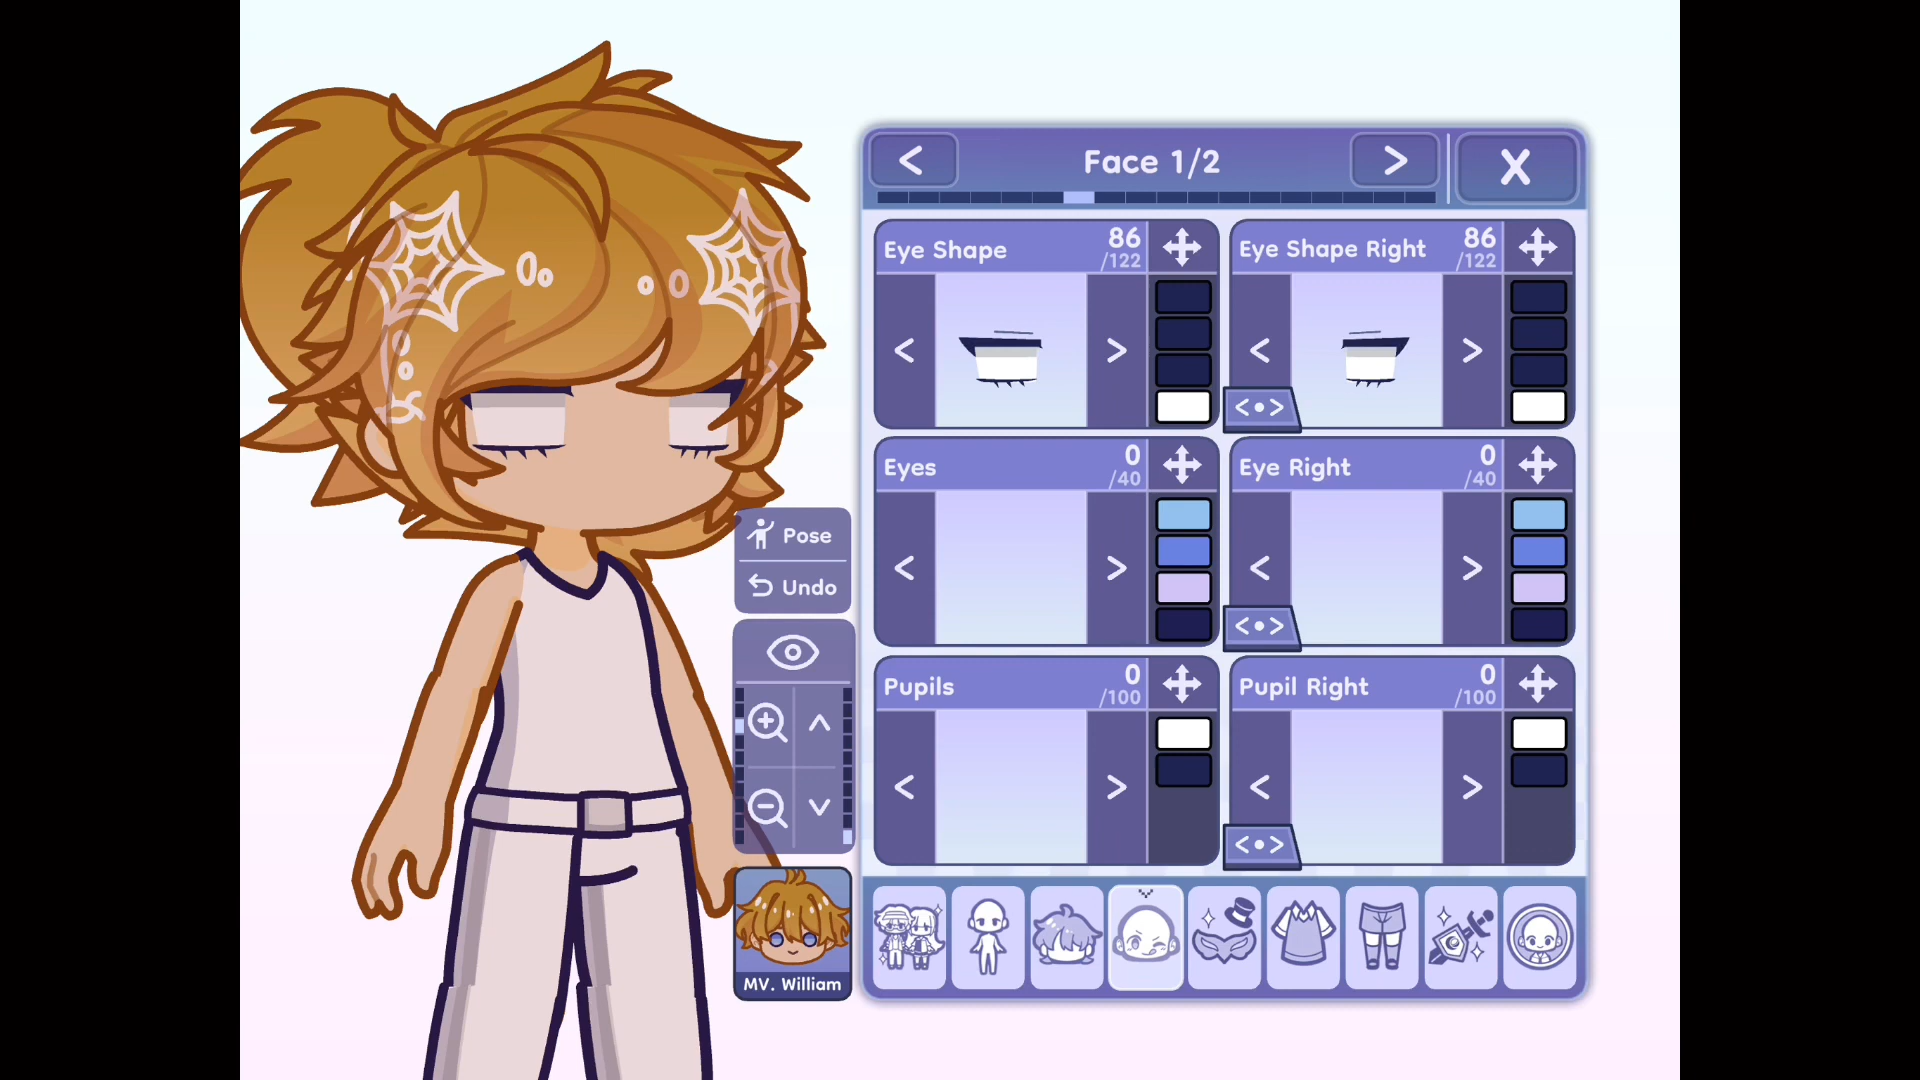 < Face 1/2 > X
Eye Shape 86 /122
Eye Shape Right 86 /122
< > < >
<•>
Eyes 0 /40
Eye Right 0 /40
< > < >
<•>
Pose
Undo
Pupils 0 /100
Pupil Right 0 /100
< > < >
<•>
MV. William